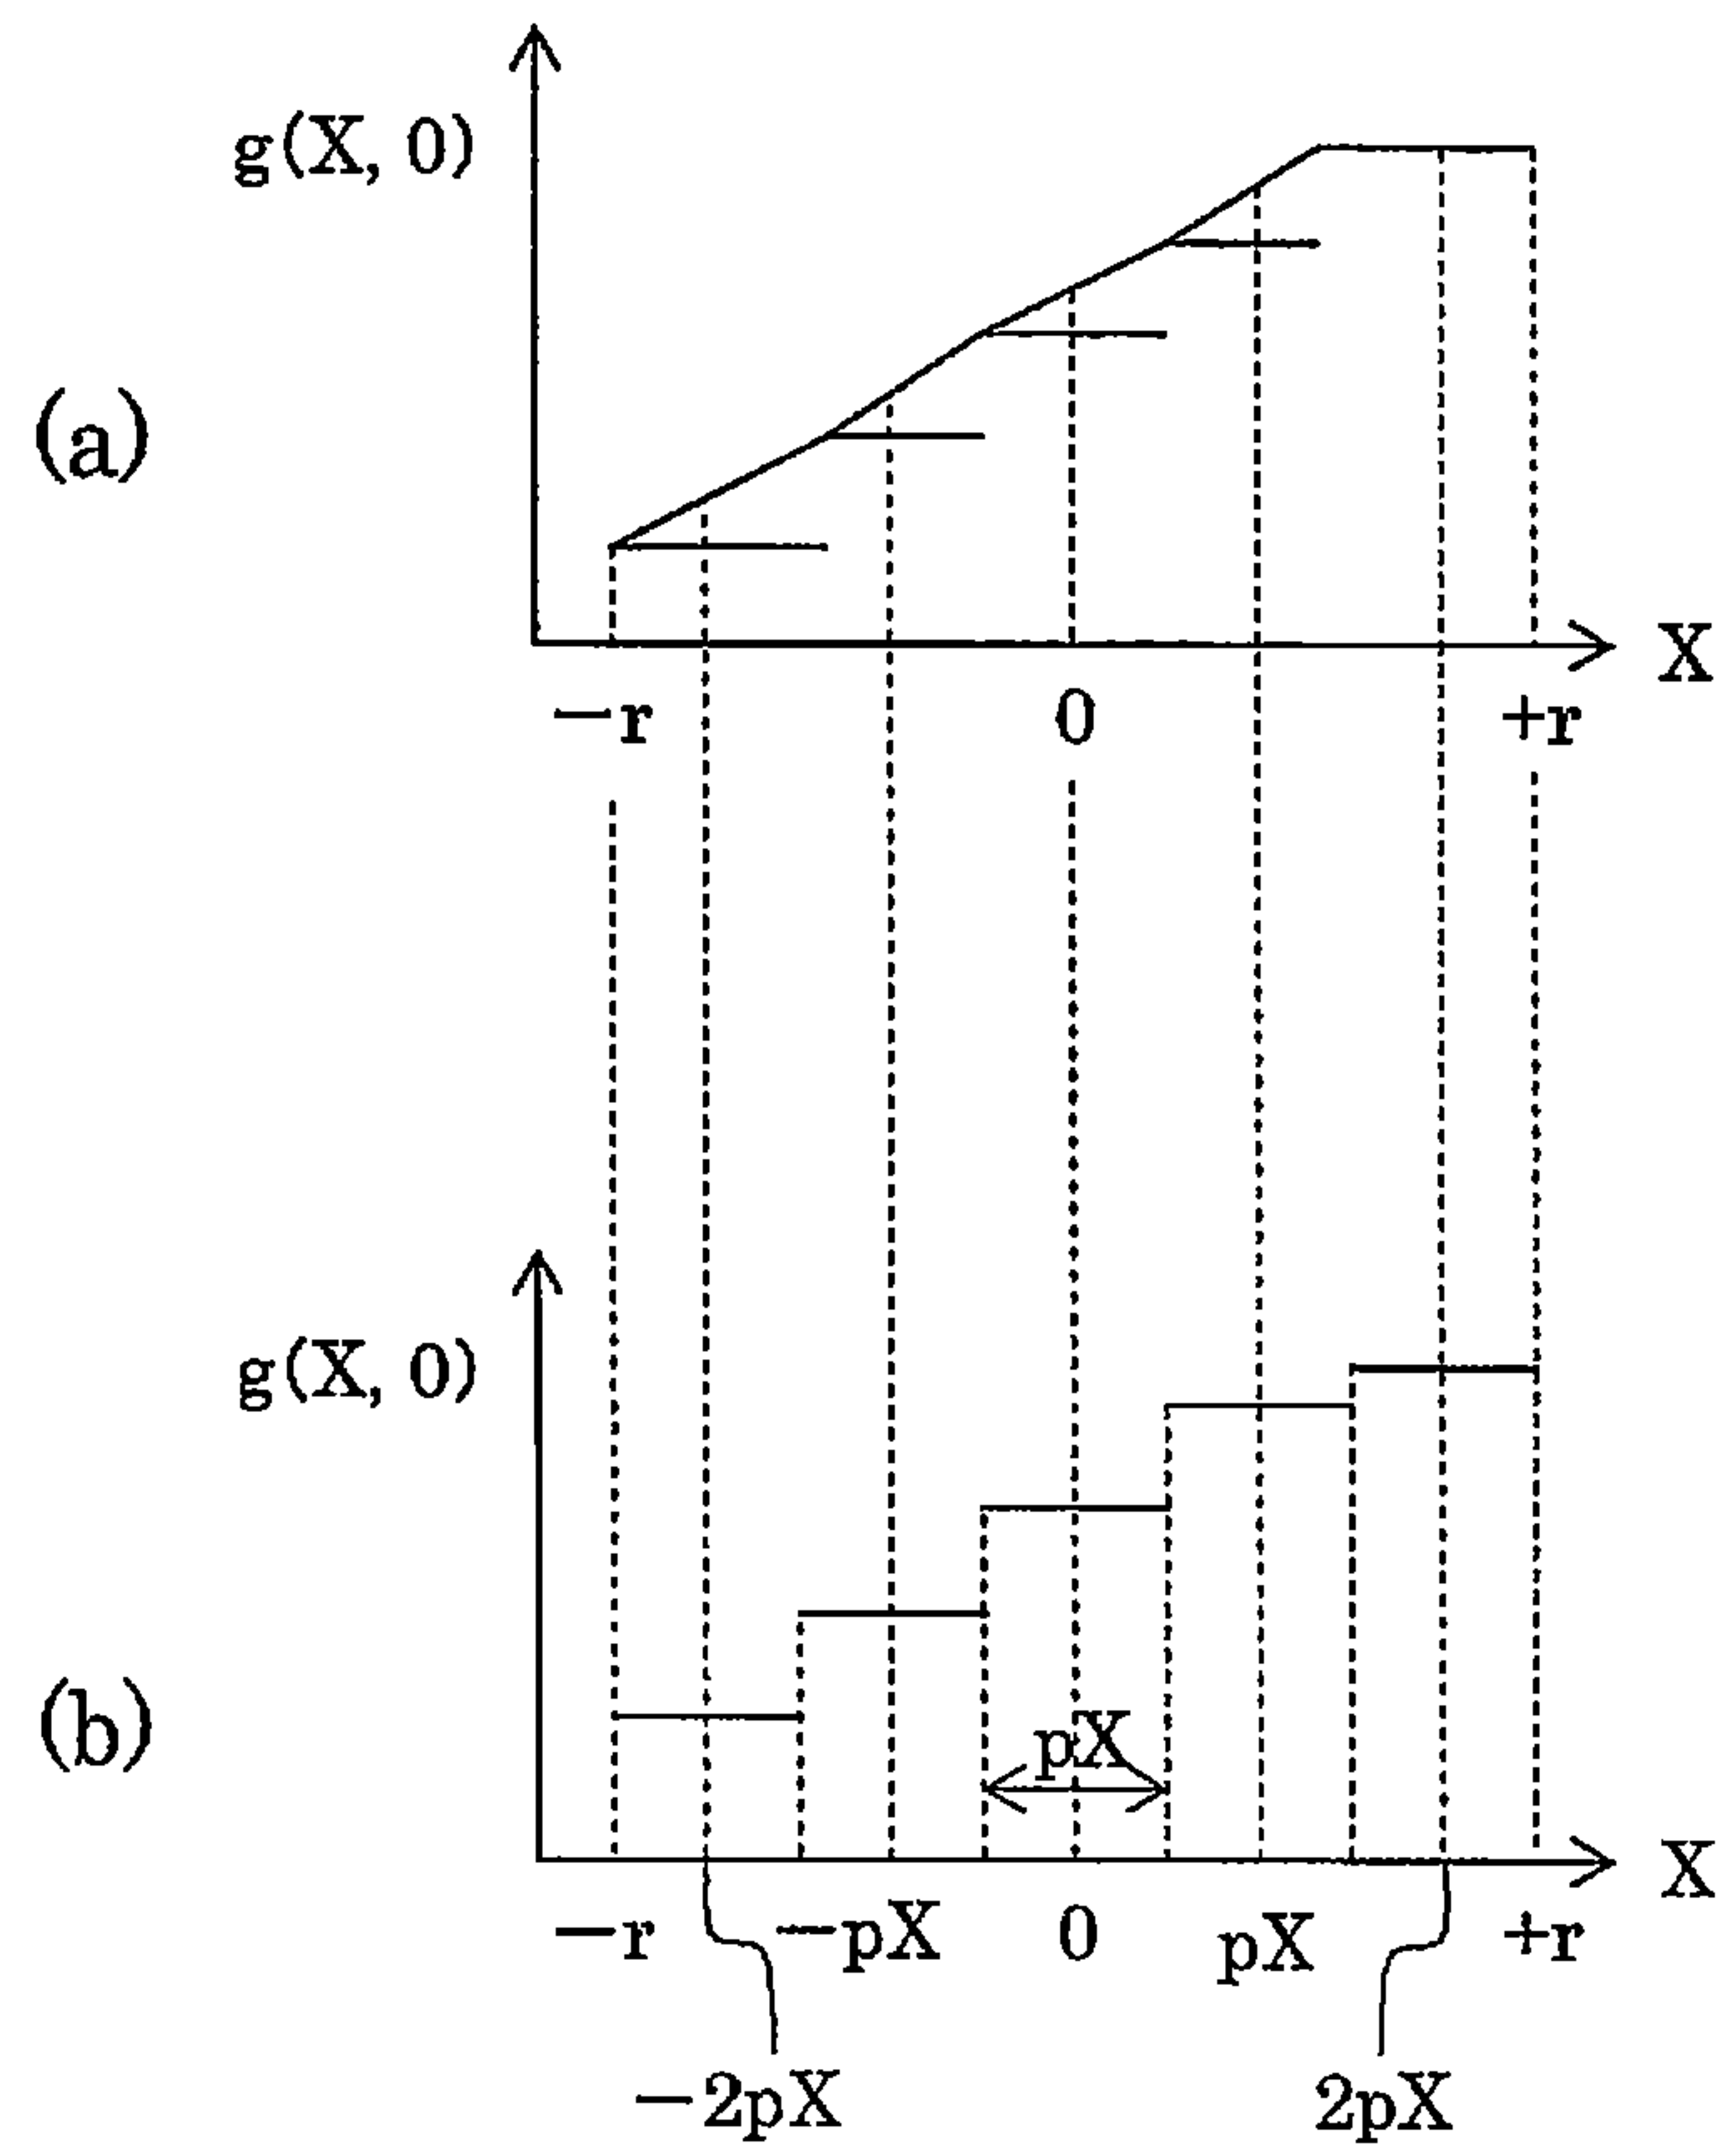 g(X, 0)
(a)
X
−r 0 +r
g(X, 0)
(b)
pX
X
−r −pX 0 pX +r
−2pX 2pX